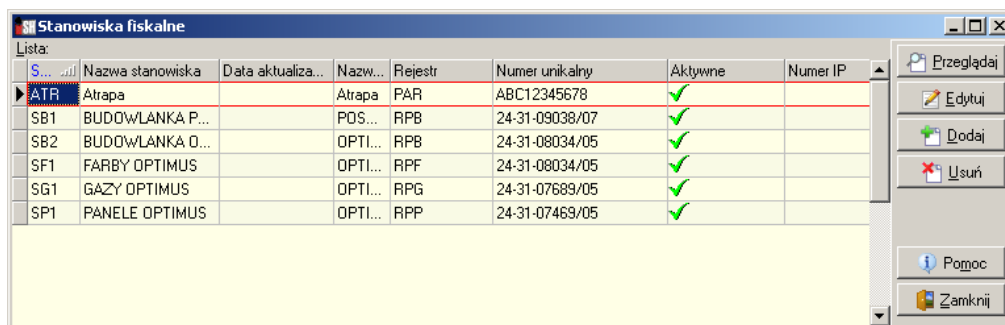 Stanowiska fiskalne
Lista:
S... Nazwa stanowiska Data aktualiza... Nazw... Rejestr Numer unikalny Aktywne Numer IP
ATR Atrapa Atrapa PAR ABC12345678
SB1 BUDOWLANKA P... POS... RPB 24-31-09038/07
SB2 BUDOWLANKA O... OPTI... RPB 24-31-08034/05
SF1 FARBY OPTIMUS OPTI... RPF 24-31-08034/05
SG1 GAZY OPTIMUS OPTI... RPG 24-31-07689/05
SP1 PANELE OPTIMUS OPTI... RPP 24-31-07469/05
Przeglądaj
Edytuj
Dodaj
Usuń
Pomoc
Zamknij